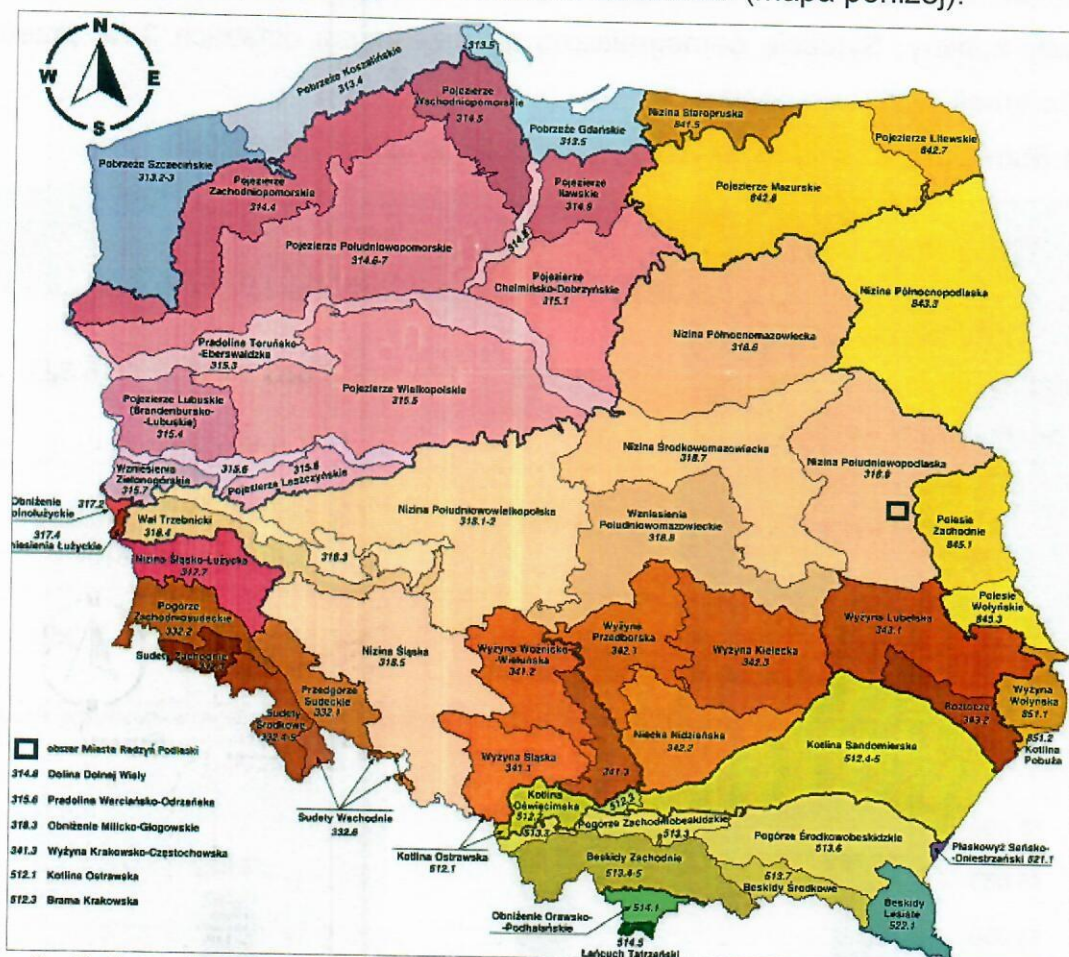 (mapa poniżej).
N
W E
S
313.5
Pobrzeże Koszalińskie
313.4
Pojezierze
Wschodniopomorskie
314.5
Pobrzeże Gdańskie
313.5
Nizina Staropruska
841.5
Pojezierze Litewskie
842.7
Pobrzeże Szczecińskie
313.2-3
Pojezierze
Zachodniopomorskie
314.4
Pojezierze
Iławskie
314.9
Pojezierze Mazurskie
842.8
314.8
Pojezierze Południowopomorskie
314.6-7
Pojezierze
Chełmińsko-Dobrzyńskie
315.1
Nizina Północnopodlaska
843.3
Nizina Północnomazowiecka
318.6
Pradolina Toruńsko-
-Eberswaldzka
315.3
Pojezierze Wielkopolskie
315.5
Pojezierze Lubuskie
(Brandenbursko-
-Lubuskie)
315.4
Nizina Środkowomazowiecka
318.7
Nizina Południowopodlaska
318.9
Wzniesienia
Zielonogórskie
315.7
315.6
315.8
Pojezierze Leszczyńskie
Obniżenie
olnołużyckie
317.2
317.4
niesienia Łużyckie
Wał Trzebnicki
318.4
318.3
Nizina Południowowielkopolska
318.1-2
Wzniesienia
Południowomazowieckie
318.8
Polesie
Zachodnie
845.1
Nizina Śląsko-Łużycka
317.7
Polesie
Wołyńskie
845.3
Pogórze
Zachodniosudeckie
332.2
Sudety Zachodnie
Nizina Śląska
318.5
Wyżyna Woźnicko-
-Wieluńska
341.2
Wyżyna
Przedborska
342.1
Wyżyna Kielecka
342.3
Wyżyna Lubelska
343.1
Roztocze
343.2
Wyżyna
Wołyńska
851.1
851.2
Kotlina
Pobuża
Przedgórze
Sudeckie
332.1
Sudety
Środkowe
332.4-5
Niecka Nidziańska
342.2
Wyżyna Śląska
341.1
341.3
Kotlina Sandomierska
512.4-5
Sudety Wschodnie
332.6
Kotlina
Oświęcimska
512.2
512.3
513.3
Pogórze Zachodniobeskidzkie
513.3
Kotlina Ostrawska
512.1
Pogórze Środkowobeskidzkie
513.6
Płaskowyż Sańsko-
-Dniestrzański 521.1
Beskidy Zachodnie
513.4-5
513.7
Beskidy Środkowe
Beskidy
Lesiste
522.1
Obniżenie Orawsko-
-Podhalańskie
514.1
514.5
Łańcuch Tatrzański
obszar Miasta Radzyń Podlaski
314.8 Dolina Dolnej Wisły
315.6 Pradolina Warciańsko-Odrzańska
318.3 Obniżenie Milicko-Głogowskie
341.3 Wyżyna Krakowsko-Częstochowska
512.1 Kotlina Ostrawska
512.3 Brama Krakowska